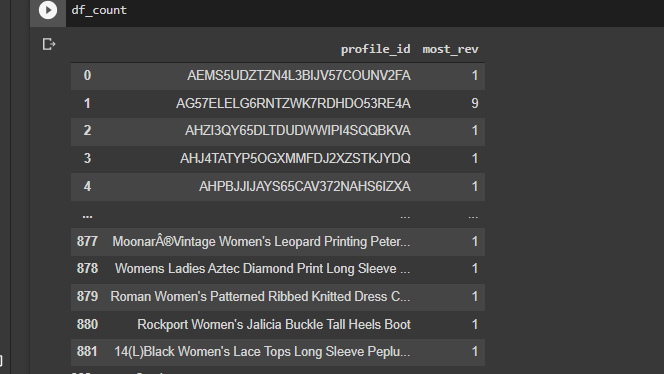 df_count
profile_id most_rev
0 AEMS5UDZTZN4L3BIJV57COUNV2FA 1
1 AG57ELELG6RNTZWK7RDHDO53RE4A 9
2 AHZI3QY65DLTDUDWWIPI4SQQBKVA 1
3 AHJ4TATYP5OGXMMFDJ2XZSTKJYDQ 1
4 AHPBJJIJAYS65CAV372NAHS6IZXA 1
... ... ...
877 MoonarÂ®Vintage Women's Leopard Printing Peter... 1
878 Womens Ladies Aztec Diamond Print Long Sleeve ... 1
879 Roman Women's Patterned Ribbed Knitted Dress C... 1
880 Rockport Women's Jalicia Buckle Tall Heels Boot 1
881 14(L)Black Women's Lace Tops Long Sleeve Peplu... 1